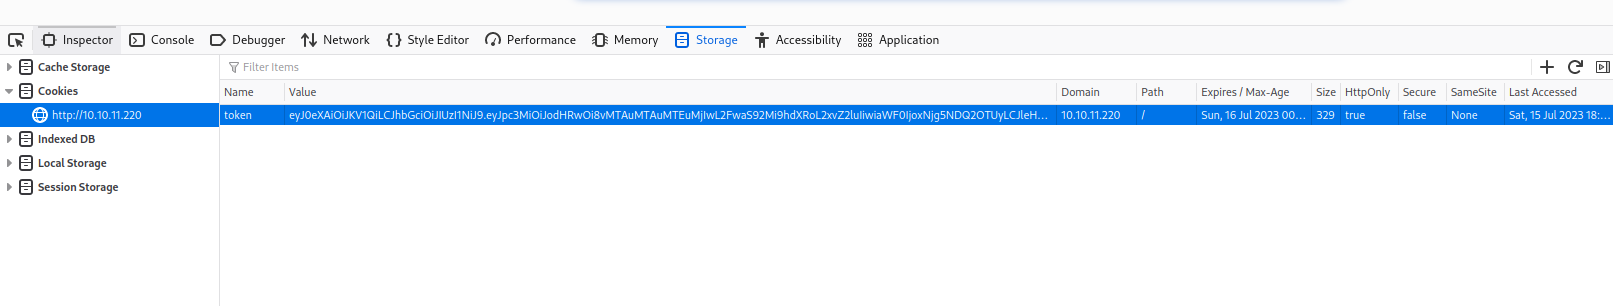 Inspector Console Debugger Network Style Editor Performance Memory Storage Accessibility Application
Cache Storage Filter Items
Cookies Name Value Domain Path Expires / Max-Age Size HttpOnly Secure SameSite Last Accessed
http://10.10.11.220 token eyJ0eXAiOiJKV1QiLCJhbGciOiJIUzI1NiJ9.eyJpc3MiOiJodHRwOi8vMTAuMTAuMTEuMjIwL2FwaS92Mi9hdXRoL2xvZ2luIiwiaWF0IjoxNjg5NDQ2OTUyLCJleH... 10.10.11.220 / Sun, 16 Jul 2023 00... 329 true false None Sat, 15 Jul 2023 18:...
Indexed DB
Local Storage
Session Storage